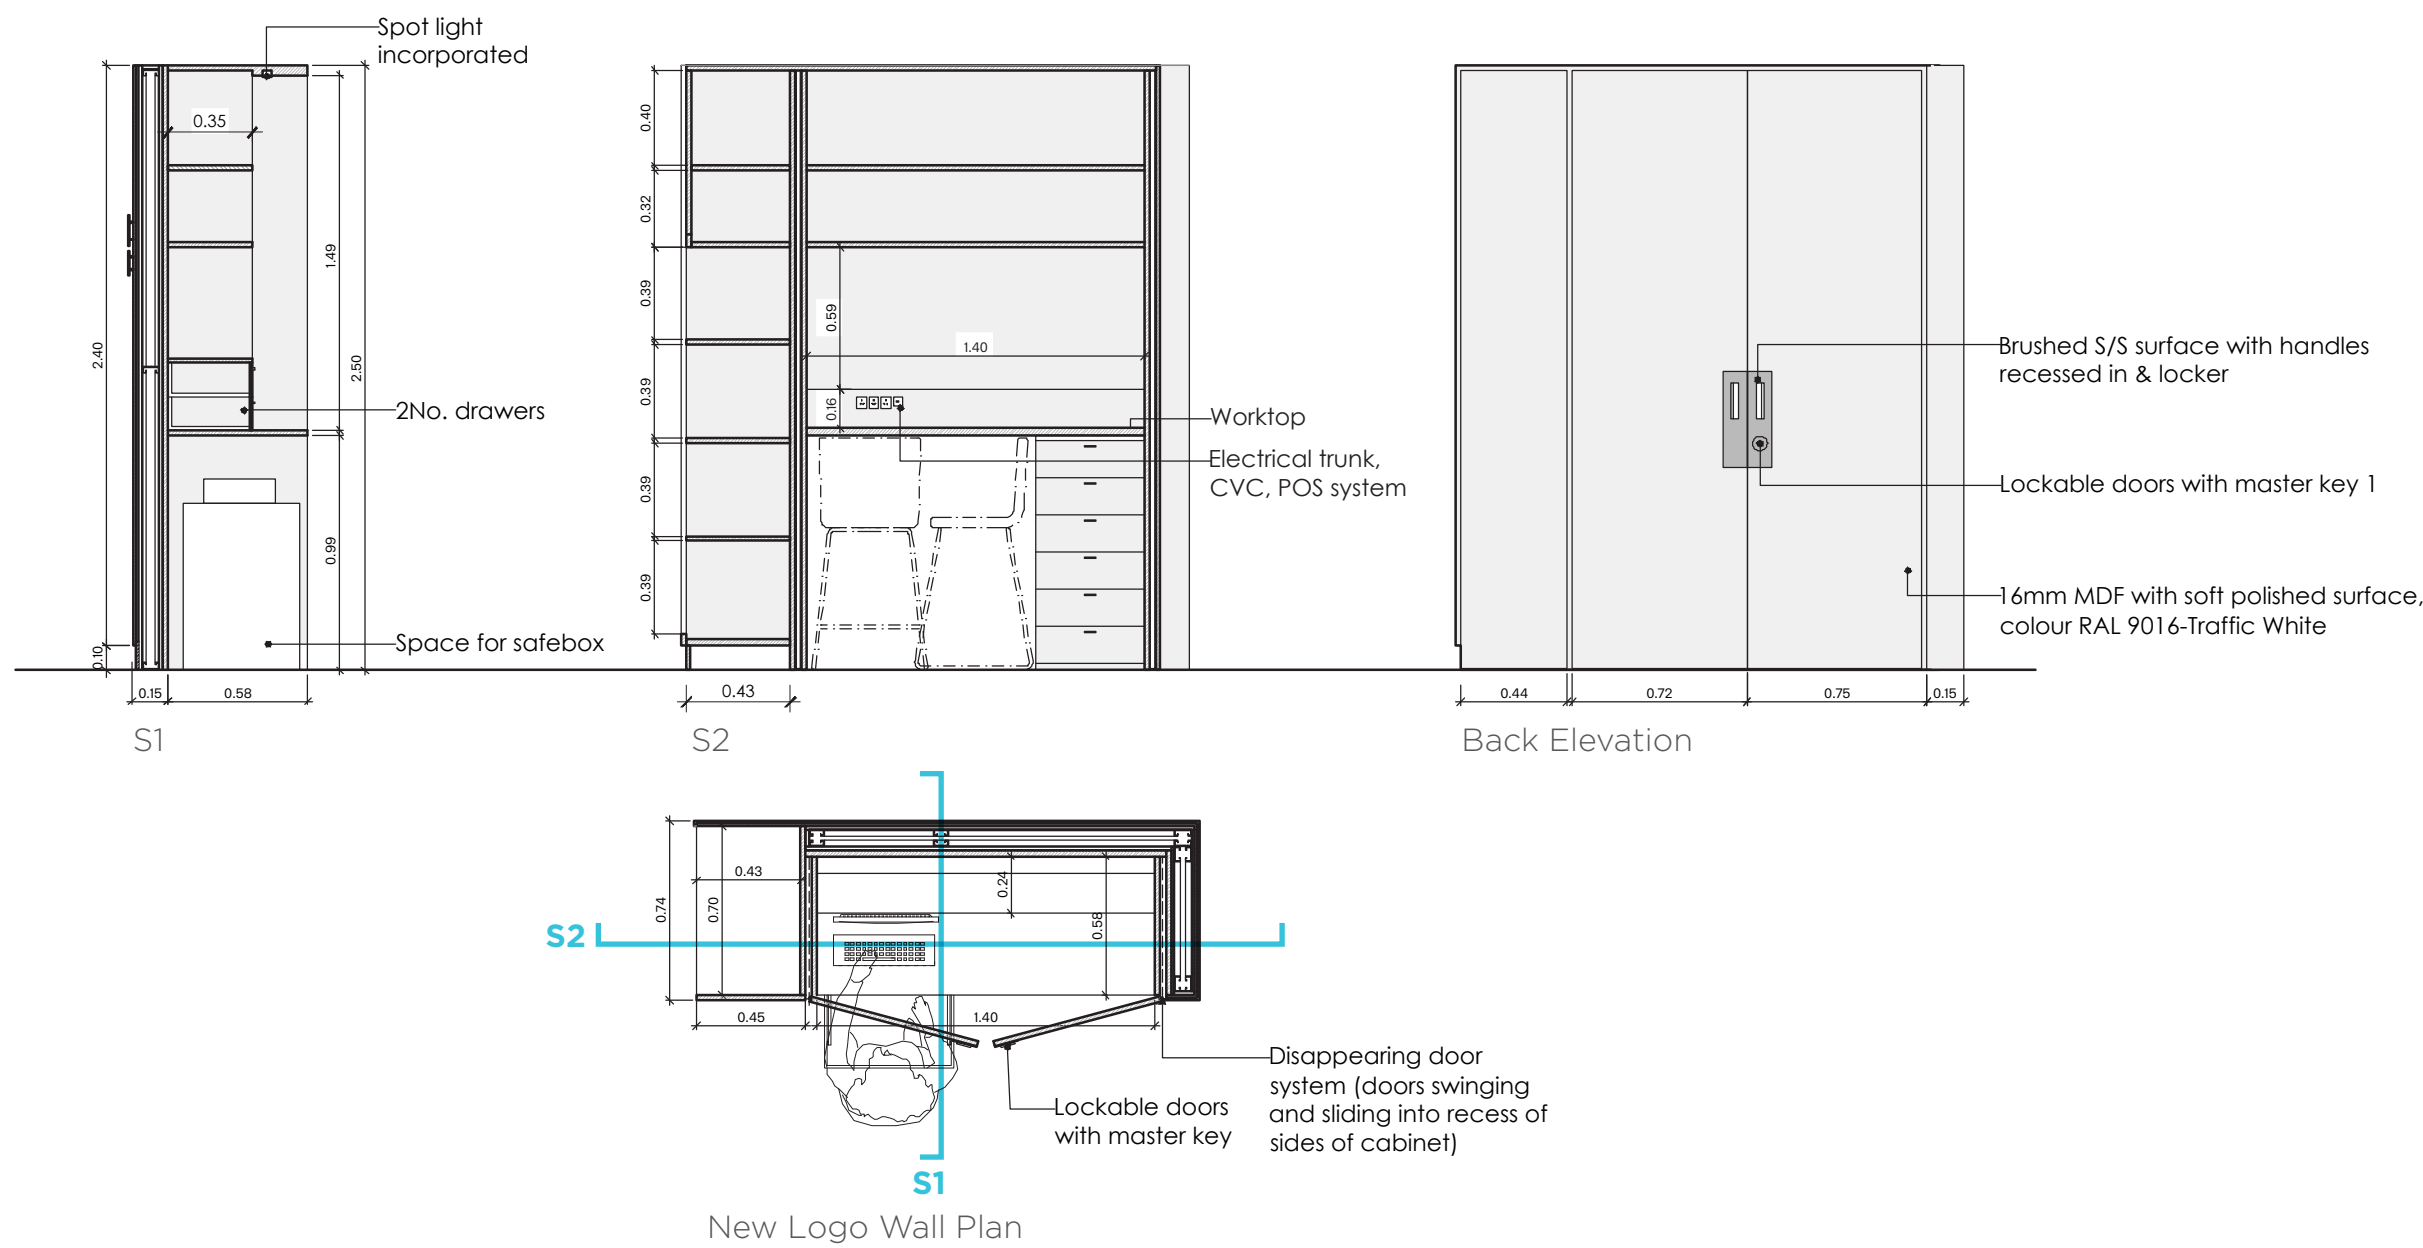 Spot light
incorporated
0.35
2.40
0.10
1.49
0.99
2.50
2No. drawers
Space for safebox
0.15
0.58
S1
0.40
0.32
0.39
0.39
0.39
0.39
0.59
1.40
0.16
Worktop
Electrical trunk,
CVC, POS system
0.43
S2
Brushed S/S surface with handles
recessed in & locker
Lockable doors with master key 1
16mm MDF with soft polished surface,
colour RAL 9016-Traffic White
0.44
0.72
0.75
0.15
Back Elevation
0.74
0.70
0.43
0.24
0.58
S2
0.45
1.40
Disappearing door
system (doors swinging
and sliding into recess of
sides of cabinet)
Lockable doors
with master key
S1
New Logo Wall Plan